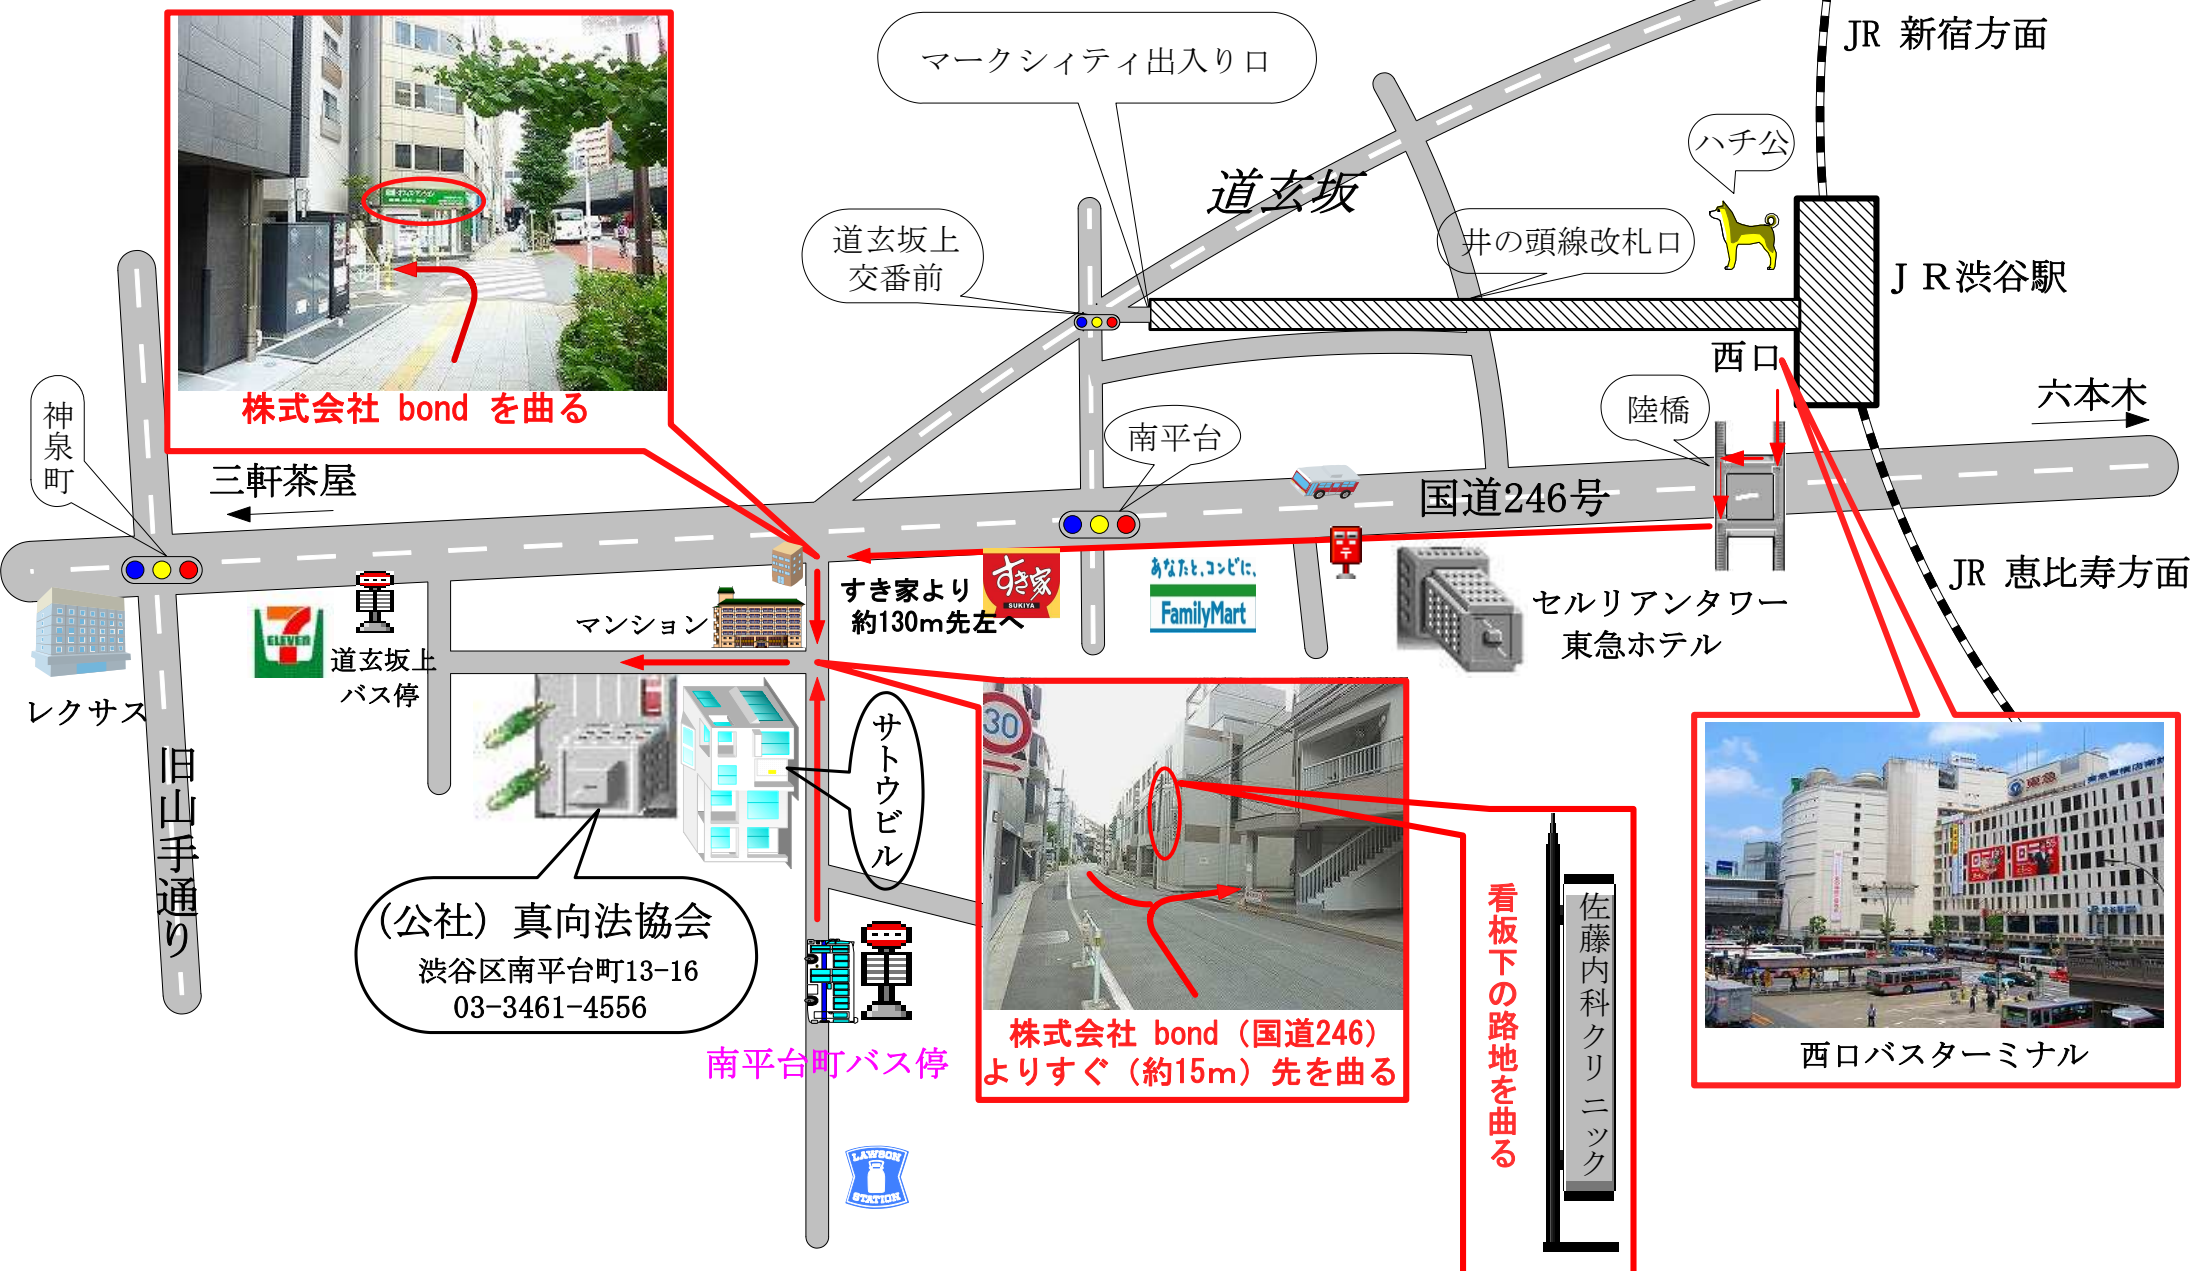 JR 新宿方面
マークシィティ出入り口
ハチ公
道玄坂
道玄坂上
交番前
井の頭線改札口
ＪＲ渋谷駅
西口
六本木
陸橋
株式会社 bond を曲る
神泉町
三軒茶屋
南平台
国道246号
JR 恵比寿方面
すき家
SUKIYA
すき家より
約130m先左へ
あなたと、コンビに、
FamilyMart
セルリアンタワー
東急ホテル
マンション
ELEVEN
道玄坂上
バス停
レクサス
旧山手通り
サトウビル
30
(公社) 真向法協会
渋谷区南平台町13-16
03-3461-4556
南平台町バス停
株式会社 bond（国道246）
よりすぐ（約15m）先を曲る
看板下の路地を曲る
佐藤内科クリニック
東急
西口バスターミナル
LAWSON
STATION